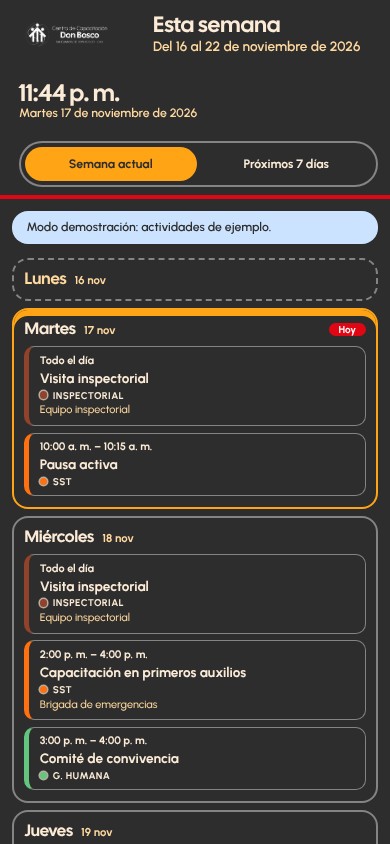 Centro de Capacitación
Don Bosco
Esta semana
Del 16 al 22 de noviembre de 2026
11:44 p. m.
Martes 17 de noviembre de 2026
Semana actual
Próximos 7 días
Modo demostración: actividades de ejemplo.
Lunes 16 nov
Martes 17 nov
Hoy
Todo el día
Visita inspectorial
INSPECTORIAL
Equipo inspectorial
10:00 a. m. – 10:15 a. m.
Pausa activa
SST
Miércoles 18 nov
Todo el día
Visita inspectorial
INSPECTORIAL
Equipo inspectorial
2:00 p. m. – 4:00 p. m.
Capacitación en primeros auxilios
SST
Brigada de emergencias
3:00 p. m. – 4:00 p. m.
Comité de convivencia
G. HUMANA
Jueves 19 nov